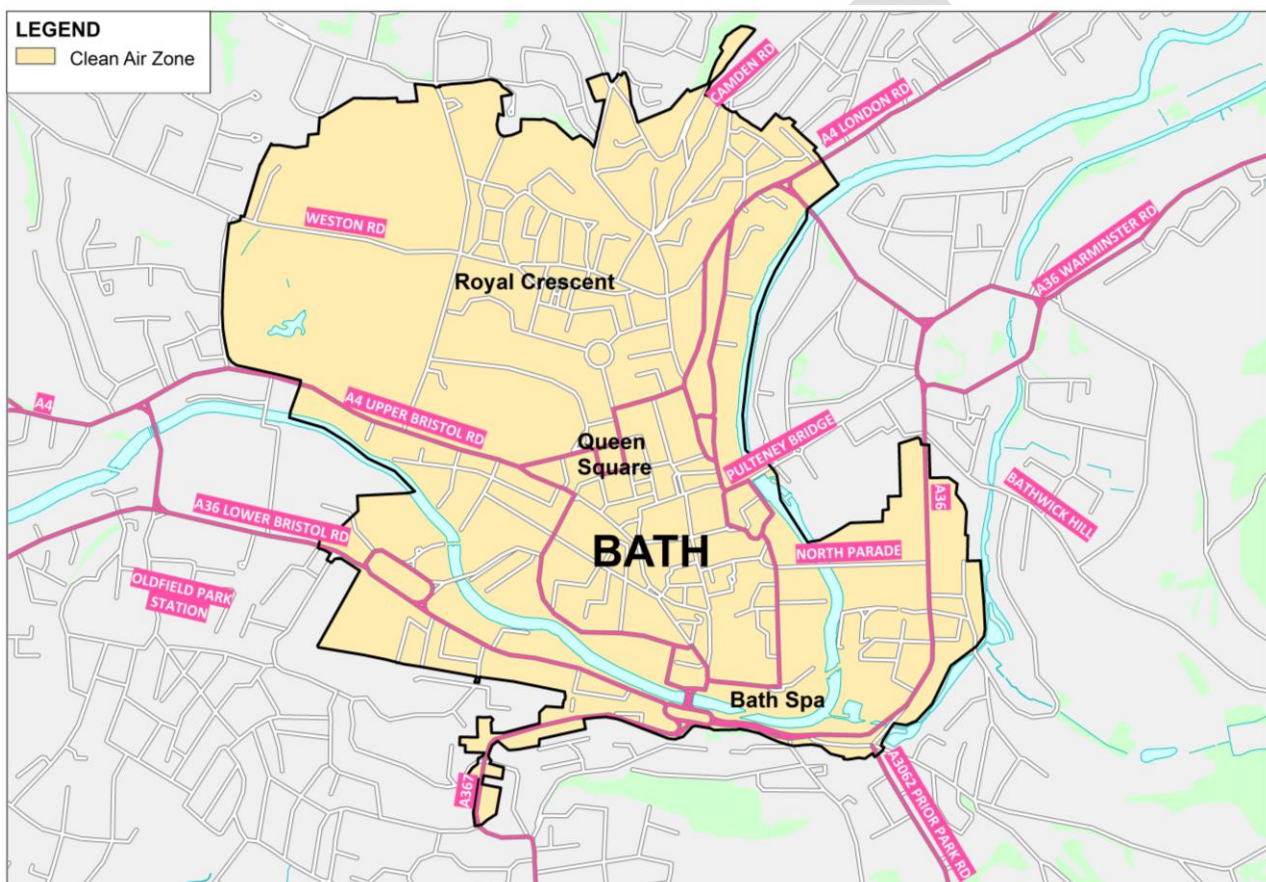 LEGEND
Clean Air Zone
CAMDEN RD
A4 LONDON RD
WESTON RD
A36 WARMINSTER RD
Royal Crescent
A4
A4 UPPER BRISTOL RD
Queen
Square
PULTENEY BRIDGE
A36
BATHWICK HILL
A36 LOWER BRISTOL RD
BATH
NORTH PARADE
OLDFIELD PARK
STATION
Bath Spa
A367
A3062 PRIOR PARK RD